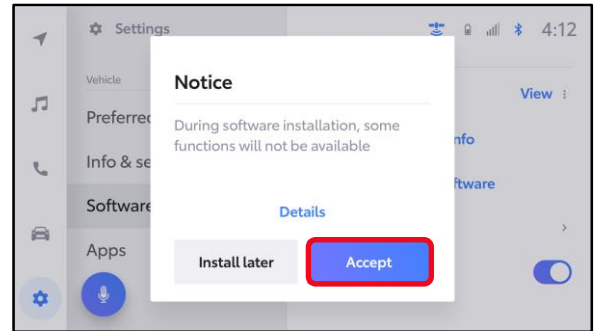 Settings
4:12
Vehicle
View
Preferred
Info & se
nfo
Software
ftware
Apps
Notice
During software installation, some
functions will not be available
Details
Install later
Accept